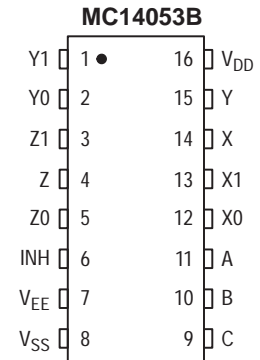 MC14053B
Y1 1 16 VDD
Y0 2 15 Y
Z1 3 14 X
Z 4 13 X1
Z0 5 12 X0
INH 6 11 A
VEE 7 10 B
VSS 8 9 C